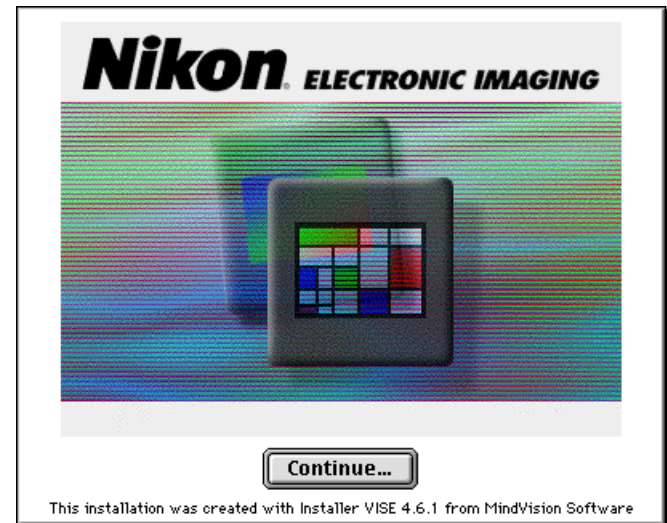 Nikon. ELECTRONIC IMAGING
Continue...
This installation was created with Installer VISE 4.6.1 from MindVision Software